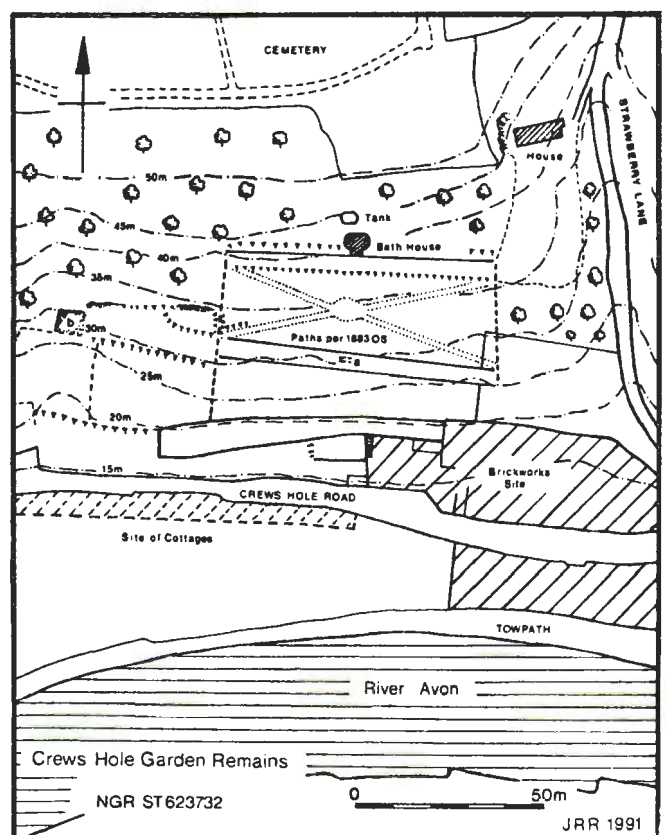 CEMETERY
STRAWBERRY LANE
House
50m
Tank
45m
Bath House
40m
35m
b
30m
Paths per 1883 OS
a
25m
20m
15m
Brickworks
Site
CREWS HOLE ROAD
Site of Cottages
TOWPATH
River Avon
Crews Hole Garden Remains
NGR ST623732
0 50m
JRR 1991